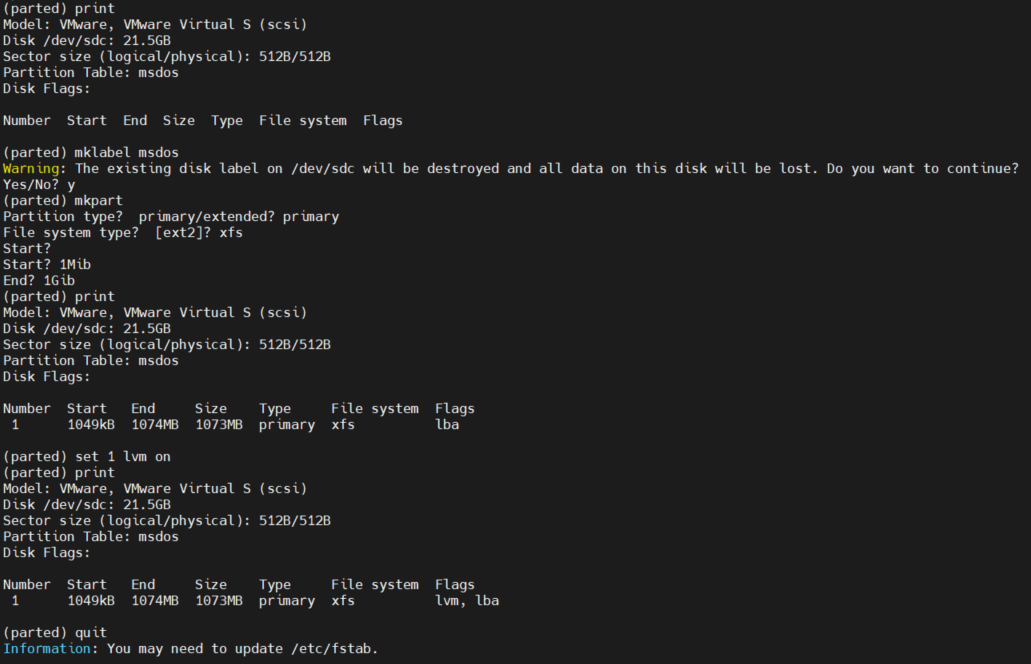 (parted) print
Model: VMware, VMware Virtual S (scsi)
Disk /dev/sdc: 21.5GB
Sector size (logical/physical): 512B/512B
Partition Table: msdos
Disk Flags:
Number  Start  End  Size  Type  File system  Flags
(parted) mklabel msdos
Warning: The existing disk label on /dev/sdc will be destroyed and all data on this disk will be lost. Do you want to continue?
Yes/No? y
(parted) mkpart
Partition type?  primary/extended? primary
File system type?  [ext2]? xfs
Start?
Start? 1Mib
End? 1Gib
(parted) print
Model: VMware, VMware Virtual S (scsi)
Disk /dev/sdc: 21.5GB
Sector size (logical/physical): 512B/512B
Partition Table: msdos
Disk Flags:
Number  Start   End     Size    Type     File system  Flags
 1      1049kB  1074MB  1073MB  primary  xfs          lba
(parted) set 1 lvm on
(parted) print
Model: VMware, VMware Virtual S (scsi)
Disk /dev/sdc: 21.5GB
Sector size (logical/physical): 512B/512B
Partition Table: msdos
Disk Flags:
Number  Start   End     Size    Type     File system  Flags
 1      1049kB  1074MB  1073MB  primary  xfs          lvm, lba
(parted) quit
Information: You may need to update /etc/fstab.